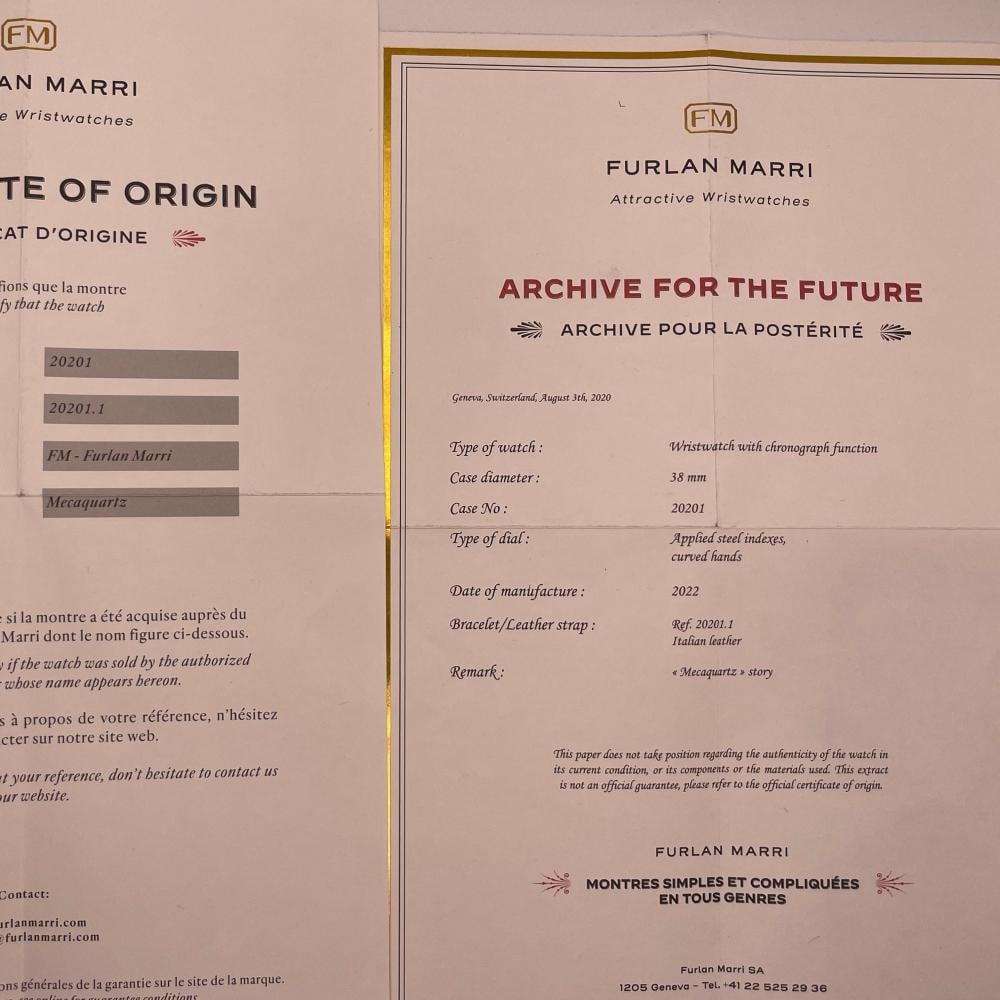 FM
AN MARRI
e Wristwatches
TE OF ORIGIN
CAT D'ORIGINE
fions que la montre
fy that the watch
20201
20201.1
FM - Furlan Marri
Mecaquartz
si la montre a été acquise auprès du
Marri dont le nom figure ci-dessous.
if the watch was sold by the authorized
whose name appears hereon.
s à propos de votre référence, n'hésitez
cter sur notre site web.
t your reference, don't hesitate to contact us
our website.
Contact:
urlanmarri.com
@furlanmarri.com
ons générales de la garantie sur le site de la marque.
online for guarantee conditions
FM
FURLAN MARRI
Attractive Wristwatches
ARCHIVE FOR THE FUTURE
ARCHIVE POUR LA POSTÉRITÉ
Geneva, Switzerland, August 3th, 2020
Type of watch : Wristwatch with chronograph function
Case diameter : 38 mm
Case No : 20201
Type of dial : Applied steel indexes,
curved hands
Date of manufacture : 2022
Bracelet/Leather strap : Ref. 20201.1
Italian leather
Remark : « Mecaquartz » story
This paper does not take position regarding the authenticity of the watch in
its current condition, or its components or the materials used. This extract
is not an official guarantee, please refer to the official certificate of origin.
FURLAN MARRI
MONTRES SIMPLES ET COMPLIQUÉES
EN TOUS GENRES
Furlan Marri SA
1205 Geneva - Tel. +41 22 525 29 36